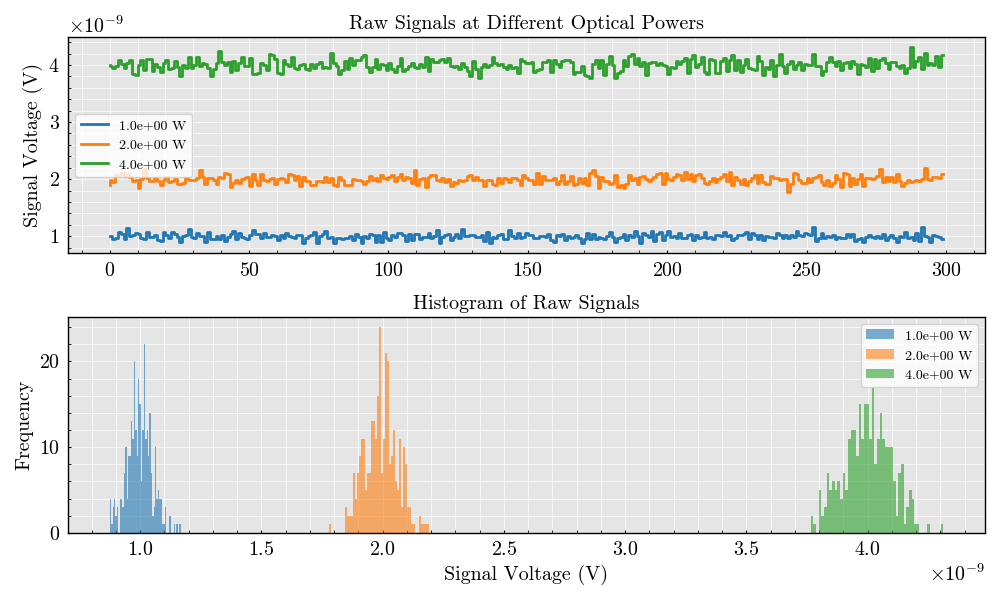 Raw Signals at Different Optical Powers
×10⁻⁹
Signal Voltage (V)
4
3
2
1
1.0e+00 W
2.0e+00 W
4.0e+00 W
0 50 100 150 200 250 300
Histogram of Raw Signals
Frequency
20
10
0
1.0e+00 W
2.0e+00 W
4.0e+00 W
1.0 1.5 2.0 2.5 3.0 3.5 4.0
Signal Voltage (V)
×10⁻⁹